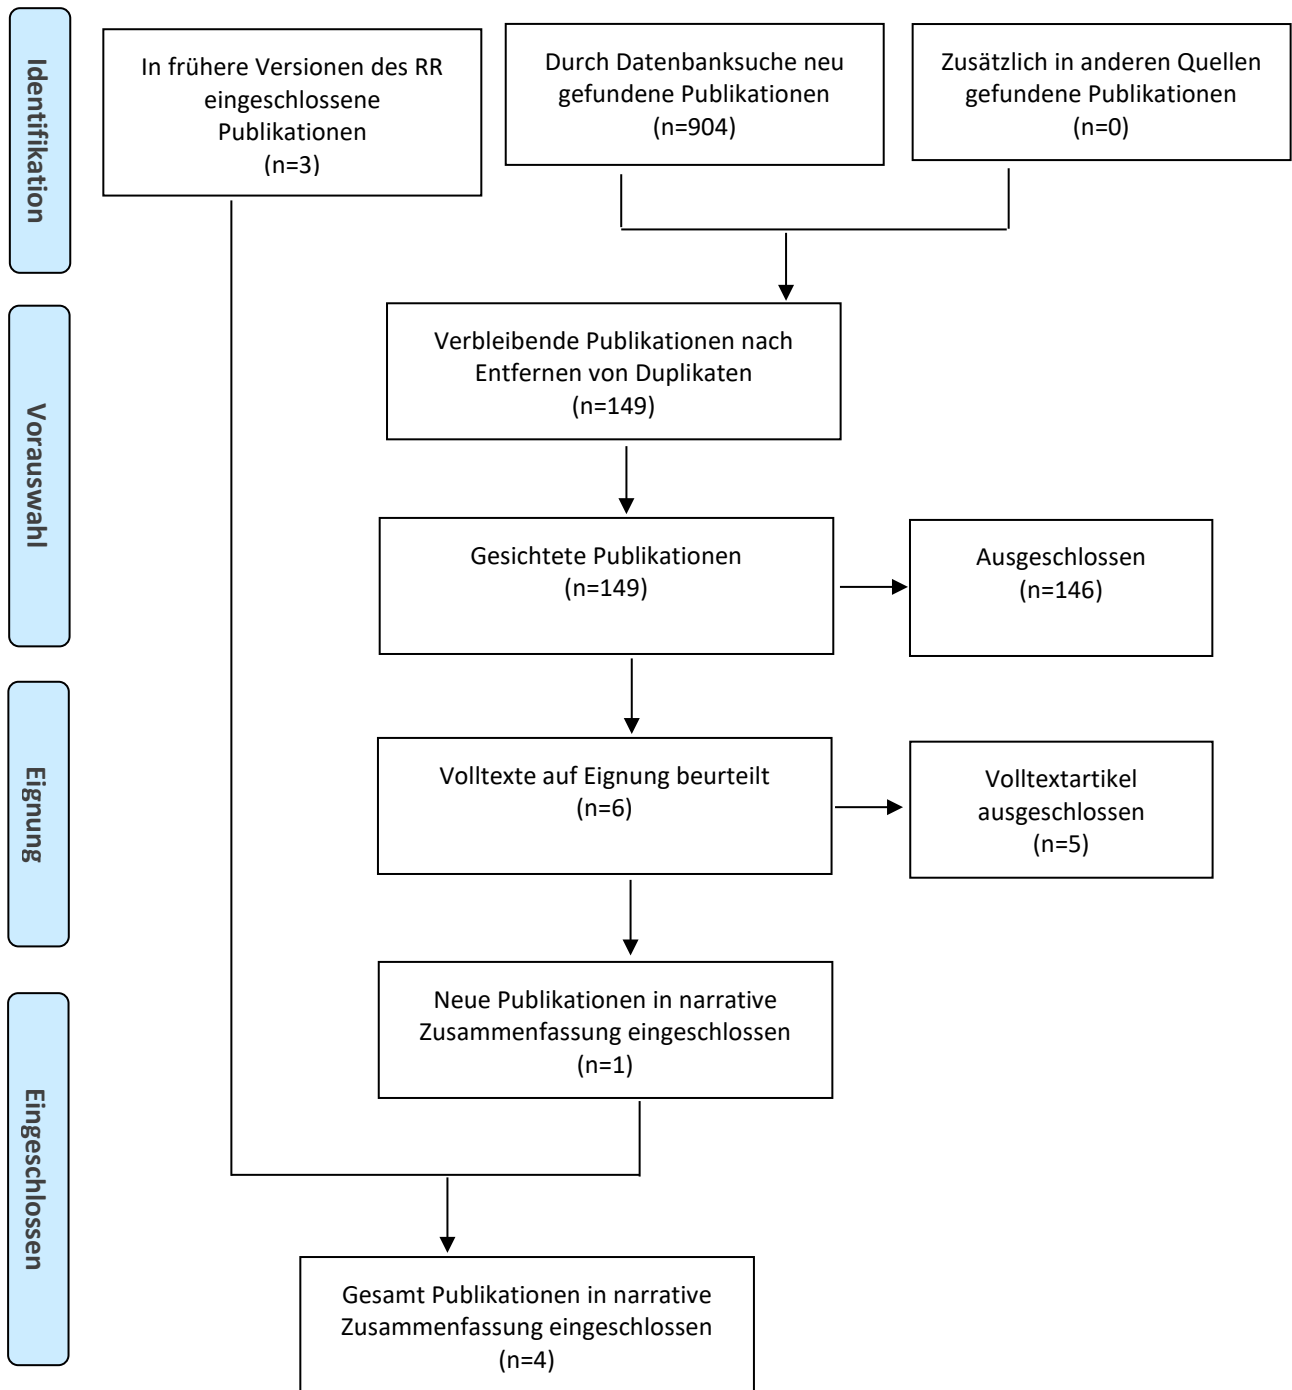 Identifikation
In frühere Versionen des RR
eingeschlossene
Publikationen
(n=3)
Durch Datenbanksuche neu
gefundene Publikationen
(n=904)
Zusätzlich in anderen Quellen
gefundene Publikationen
(n=0)
Vorauswahl
Verbleibende Publikationen nach
Entfernen von Duplikaten
(n=149)
Gesichtete Publikationen
(n=149)
Ausgeschlossen
(n=146)
Eignung
Volltexte auf Eignung beurteilt
(n=6)
Volltextartikel
ausgeschlossen
(n=5)
Eingeschlossen
Neue Publikationen in narrative
Zusammenfassung eingeschlossen
(n=1)
Gesamt Publikationen in narrative
Zusammenfassung eingeschlossen
(n=4)